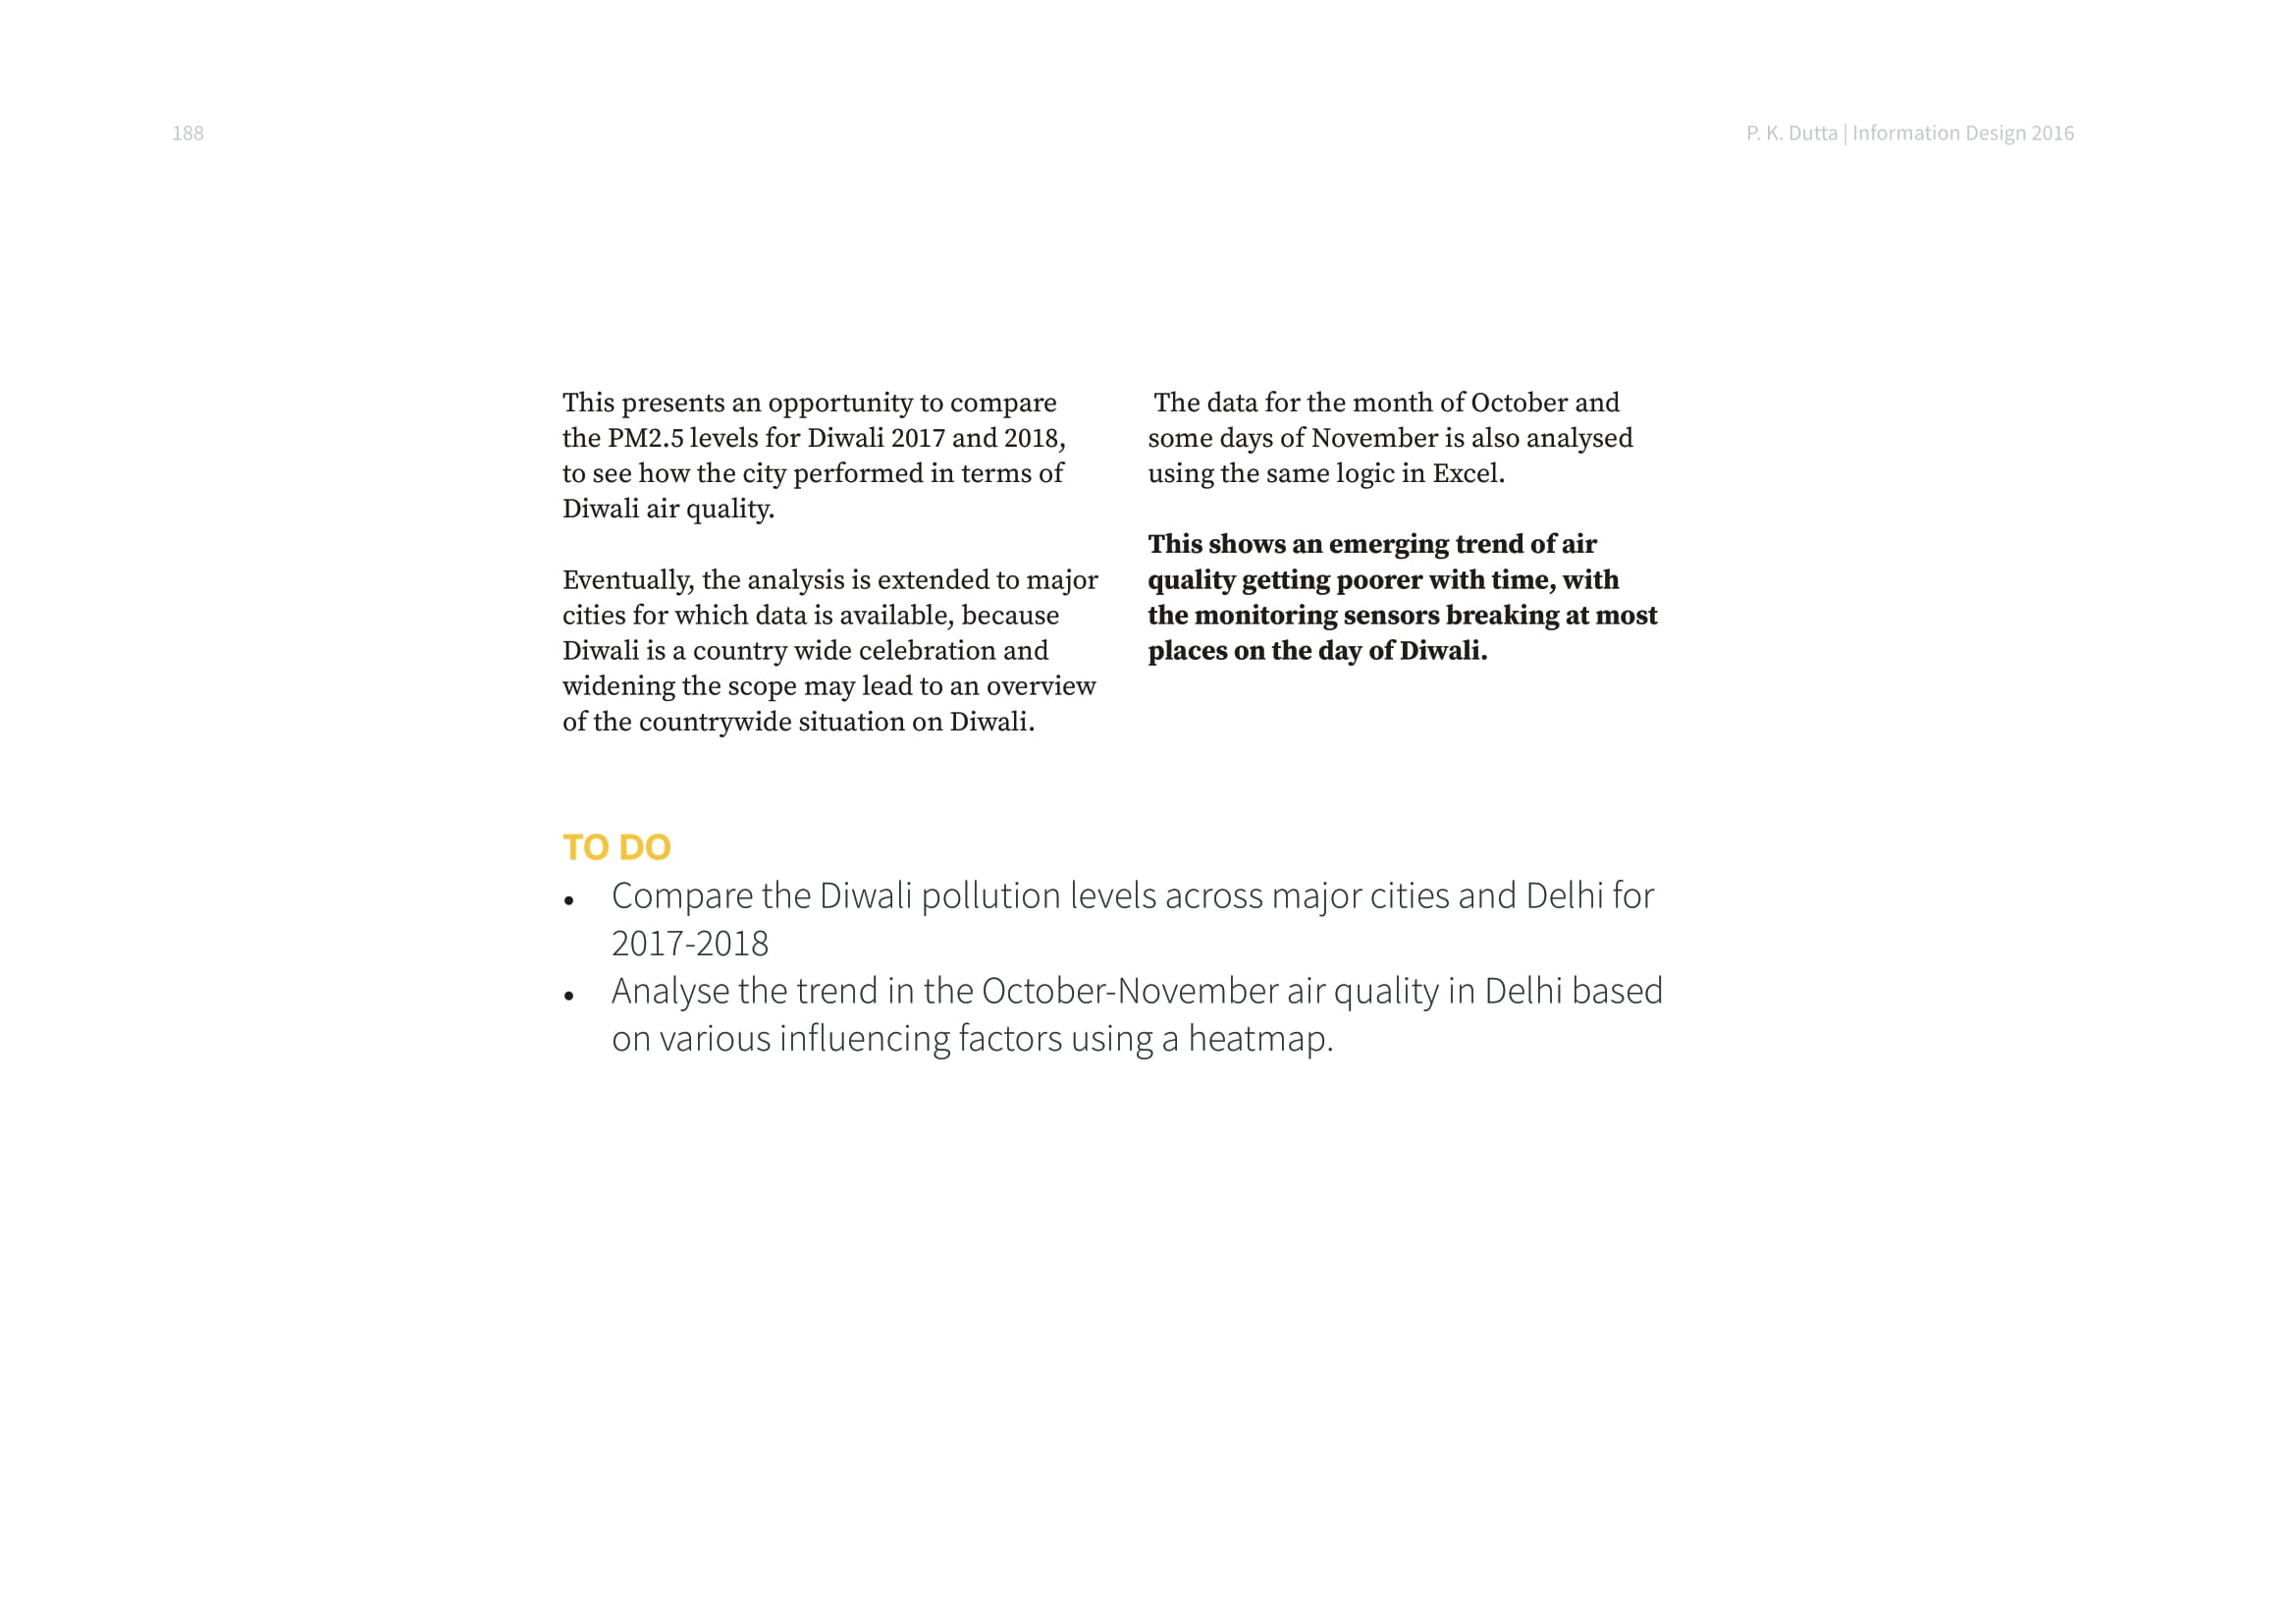 188
P. K. Dutta | Information Design 2016
This presents an opportunity to compare
the PM2.5 levels for Diwali 2017 and 2018,
to see how the city performed in terms of
Diwali air quality.
Eventually, the analysis is extended to major
cities for which data is available, because
Diwali is a country wide celebration and
widening the scope may lead to an overview
of the countrywide situation on Diwali.
The data for the month of October and
some days of November is also analysed
using the same logic in Excel.
This shows an emerging trend of air
quality getting poorer with time, with
the monitoring sensors breaking at most
places on the day of Diwali.
TO DO
• Compare the Diwali pollution levels across major cities and Delhi for
2017-2018
• Analyse the trend in the October-November air quality in Delhi based
on various influencing factors using a heatmap.